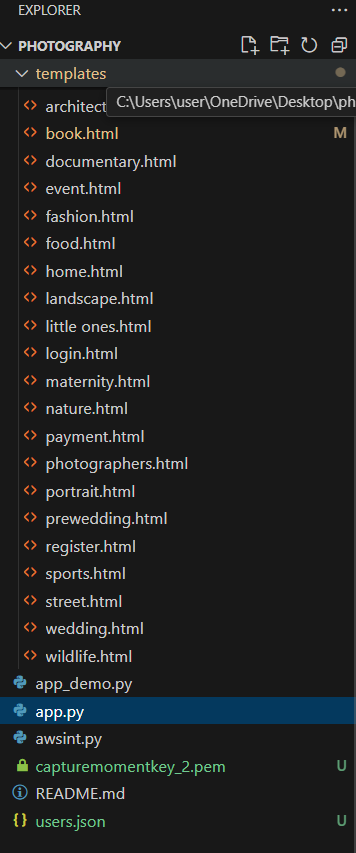 EXPLORER
PHOTOGRAPHY
templates
architect
C:\Users\user\OneDrive\Desktop\ph
book.html M
documentary.html
event.html
fashion.html
food.html
home.html
landscape.html
little ones.html
login.html
maternity.html
nature.html
payment.html
photographers.html
portrait.html
prewedding.html
register.html
sports.html
street.html
wedding.html
wildlife.html
app_demo.py
app.py
awsint.py
capturemomentkey_2.pem U
README.md
users.json U